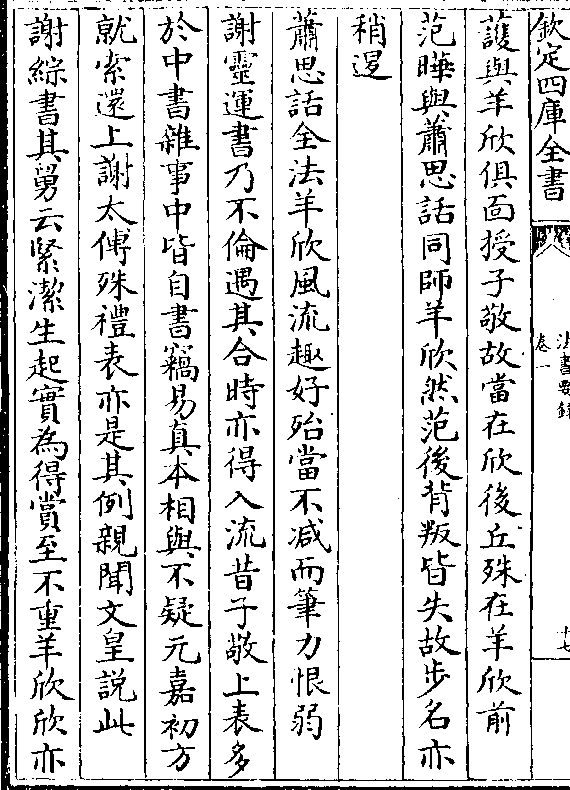 欽定四庫全書
法書要錄
卷一
十七
護與羊欣俱面授子敬故當在欣後丘殊在羊欣前
范曄與蕭思話同師羊欣然范後背叛皆失故步名亦
稍退
蕭思話全法羊欣風流趣好殆當不减而筆力恨弱
謝靈運書乃不倫遇其合時亦得入流昔子敬上表多
於中書雜事中皆自書竊易真本相與不疑元嘉初方
就索還上謝太傅殊禮表亦是其例親聞文皇説此
謝綜書其舅云緊潔生起實為得賞至不重羊欣欣亦